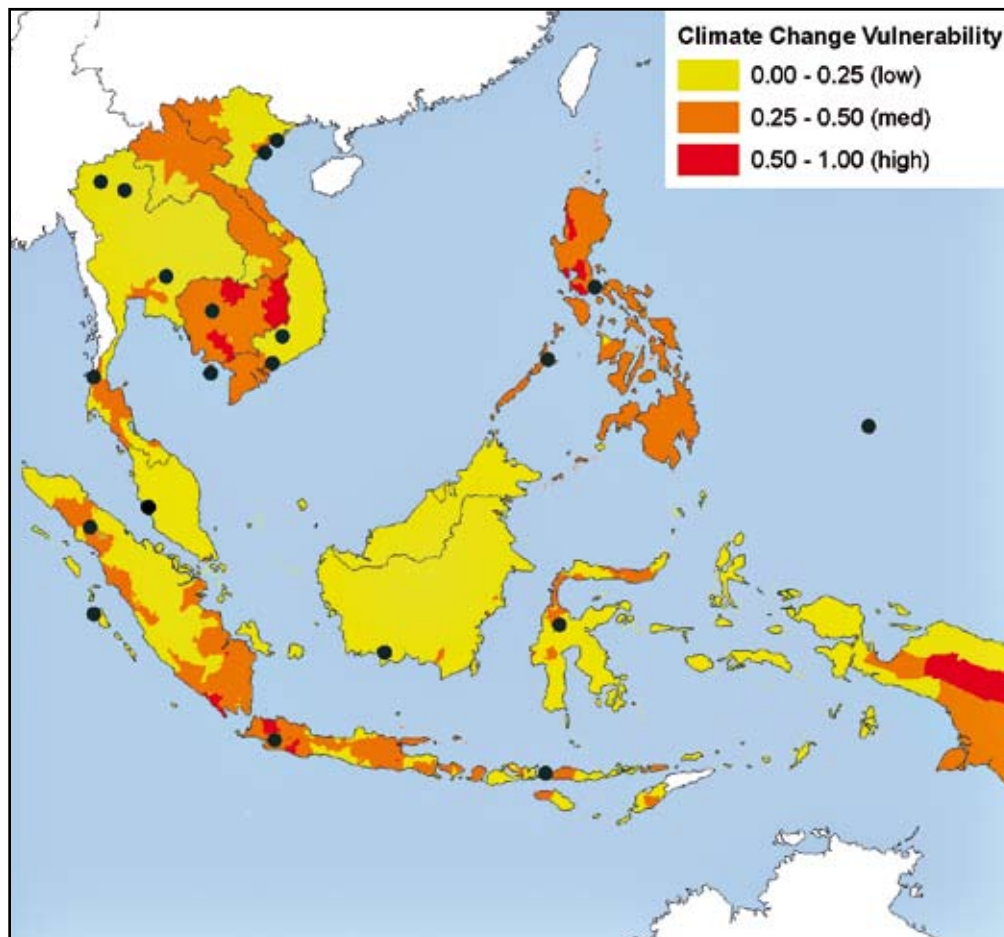 Climate Change Vulnerability
0.00 - 0.25 (low)
0.25 - 0.50 (med)
0.50 - 1.00 (high)